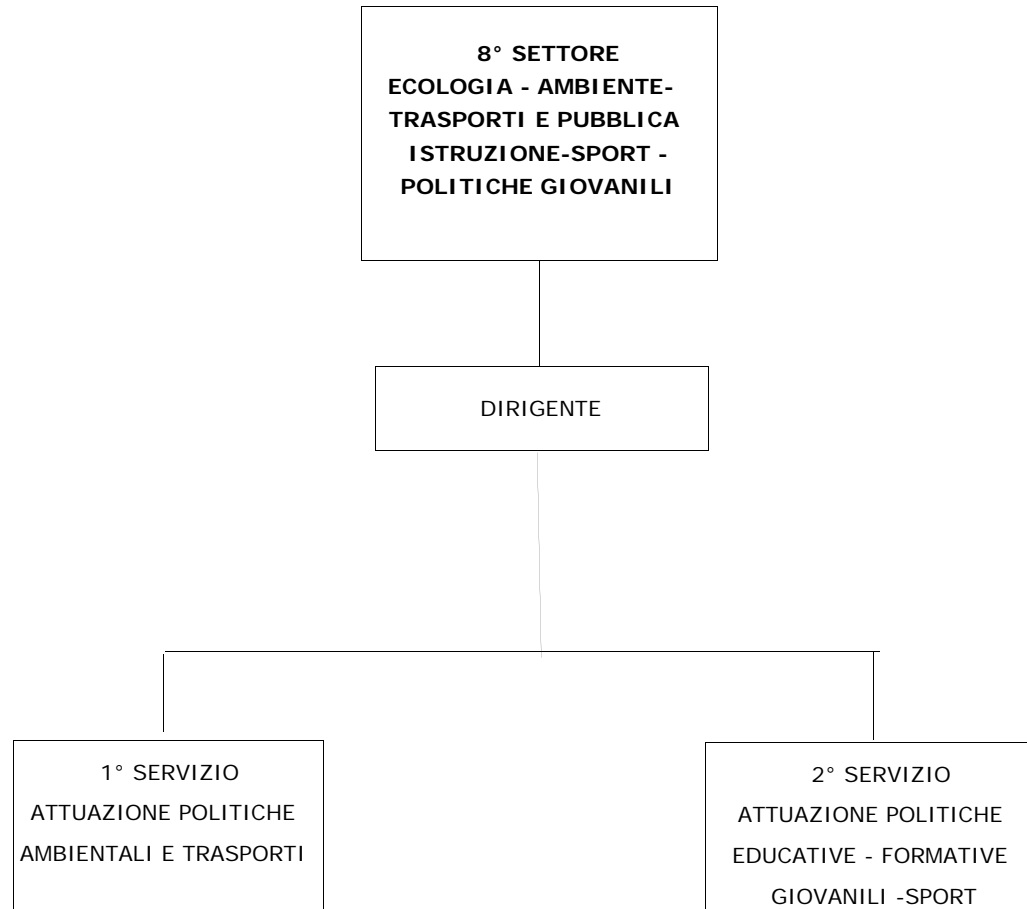 8° SETTORE
ECOLOGIA - AMBIENTE-
TRASPORTI E PUBBLICA
ISTRUZIONE-SPORT -
POLITICHE GIOVANILI
DIRIGENTE
1° SERVIZIO
ATTUAZIONE POLITICHE
AMBIENTALI E TRASPORTI
2° SERVIZIO
ATTUAZIONE POLITICHE
EDUCATIVE - FORMATIVE
GIOVANILI -SPORT